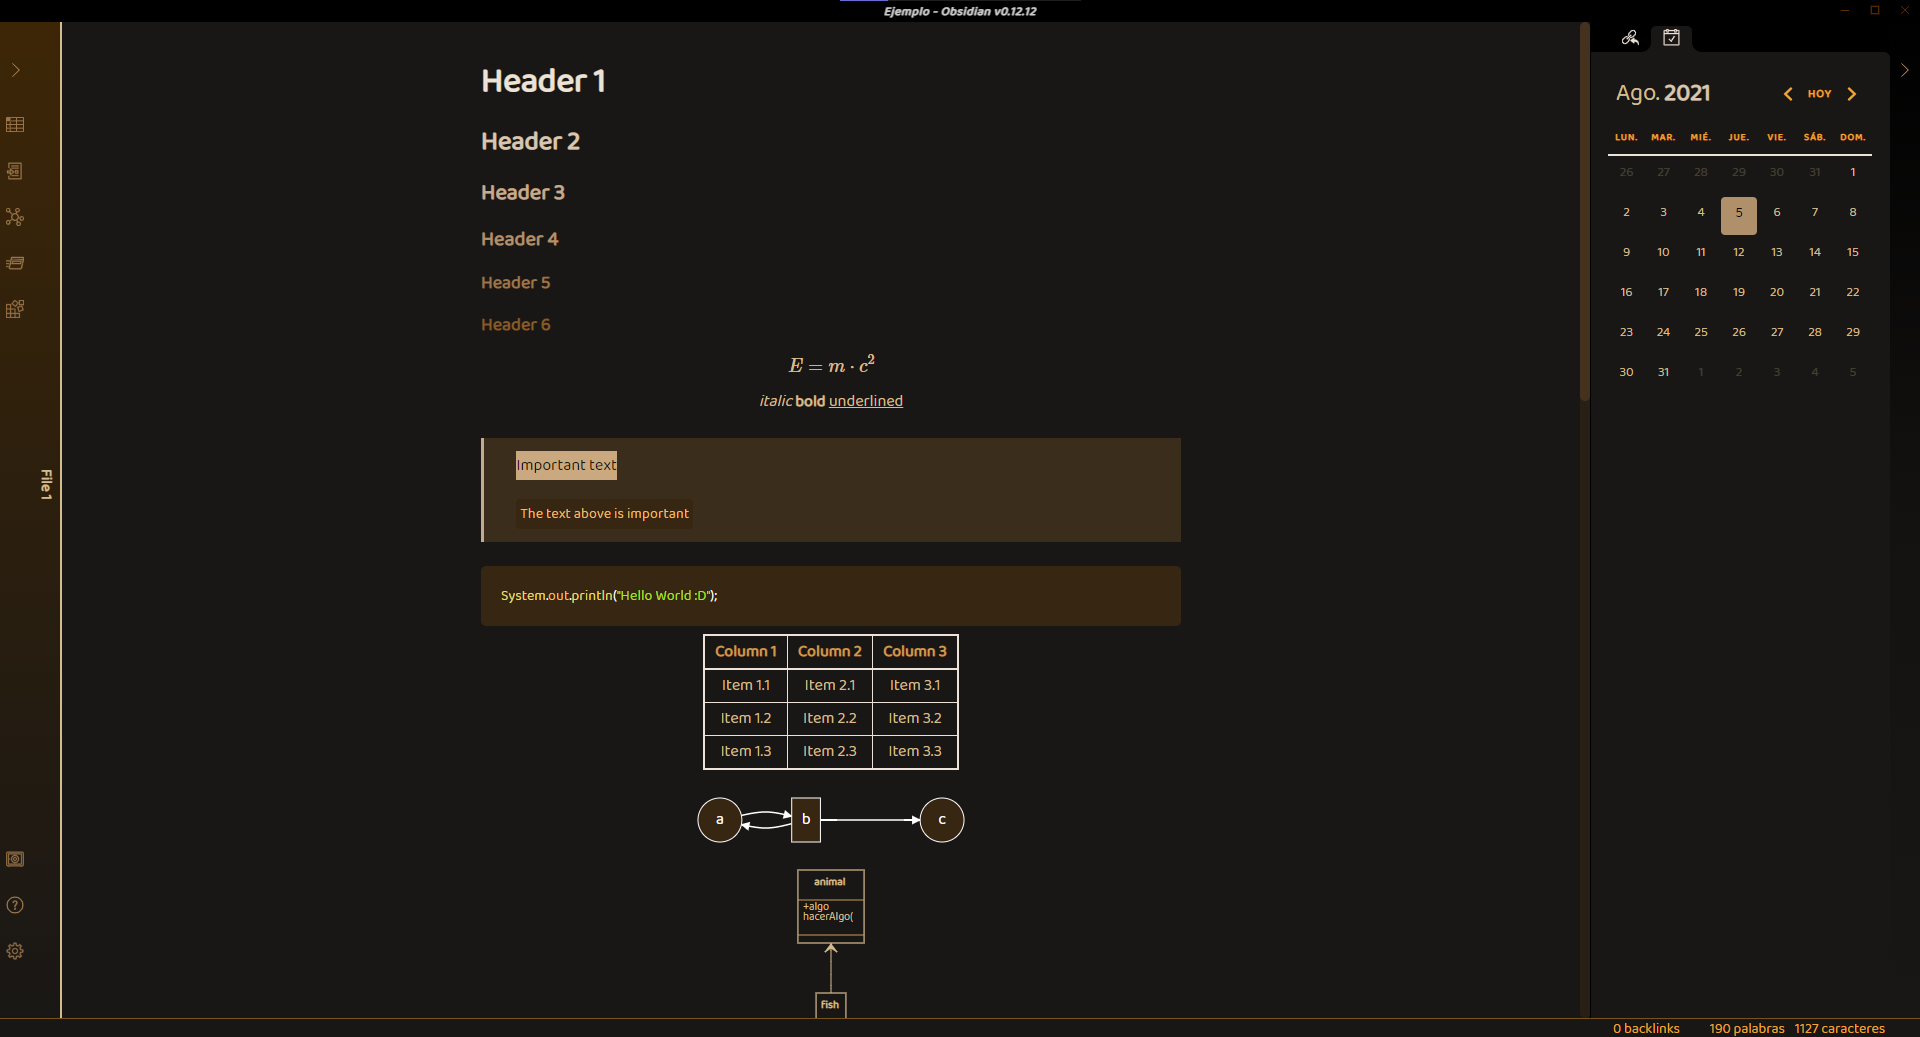 Ejemplo - Obsidian v0.12.12
File 1
Header 1
Header 2
Header 3
Header 4
Header 5
Header 6
E = m · c²
italic bold underlined
Important text
The text above is important
System.out.println("Hello World :D");
Column 1 Column 2 Column 3
Item 1.1 Item 2.1 Item 3.1
Item 1.2 Item 2.2 Item 3.2
Item 1.3 Item 2.3 Item 3.3
a b c
animal
+algo
hacerAlgo(
fish
Ago. 2021 HOY
LUN. MAR. MIÉ. JUE. VIE. SÁB. DOM.
26 27 28 29 30 31 1
2 3 4 5 6 7 8
9 10 11 12 13 14 15
16 17 18 19 20 21 22
23 24 25 26 27 28 29
30 31 1 2 3 4 5
0 backlinks 190 palabras 1127 caracteres